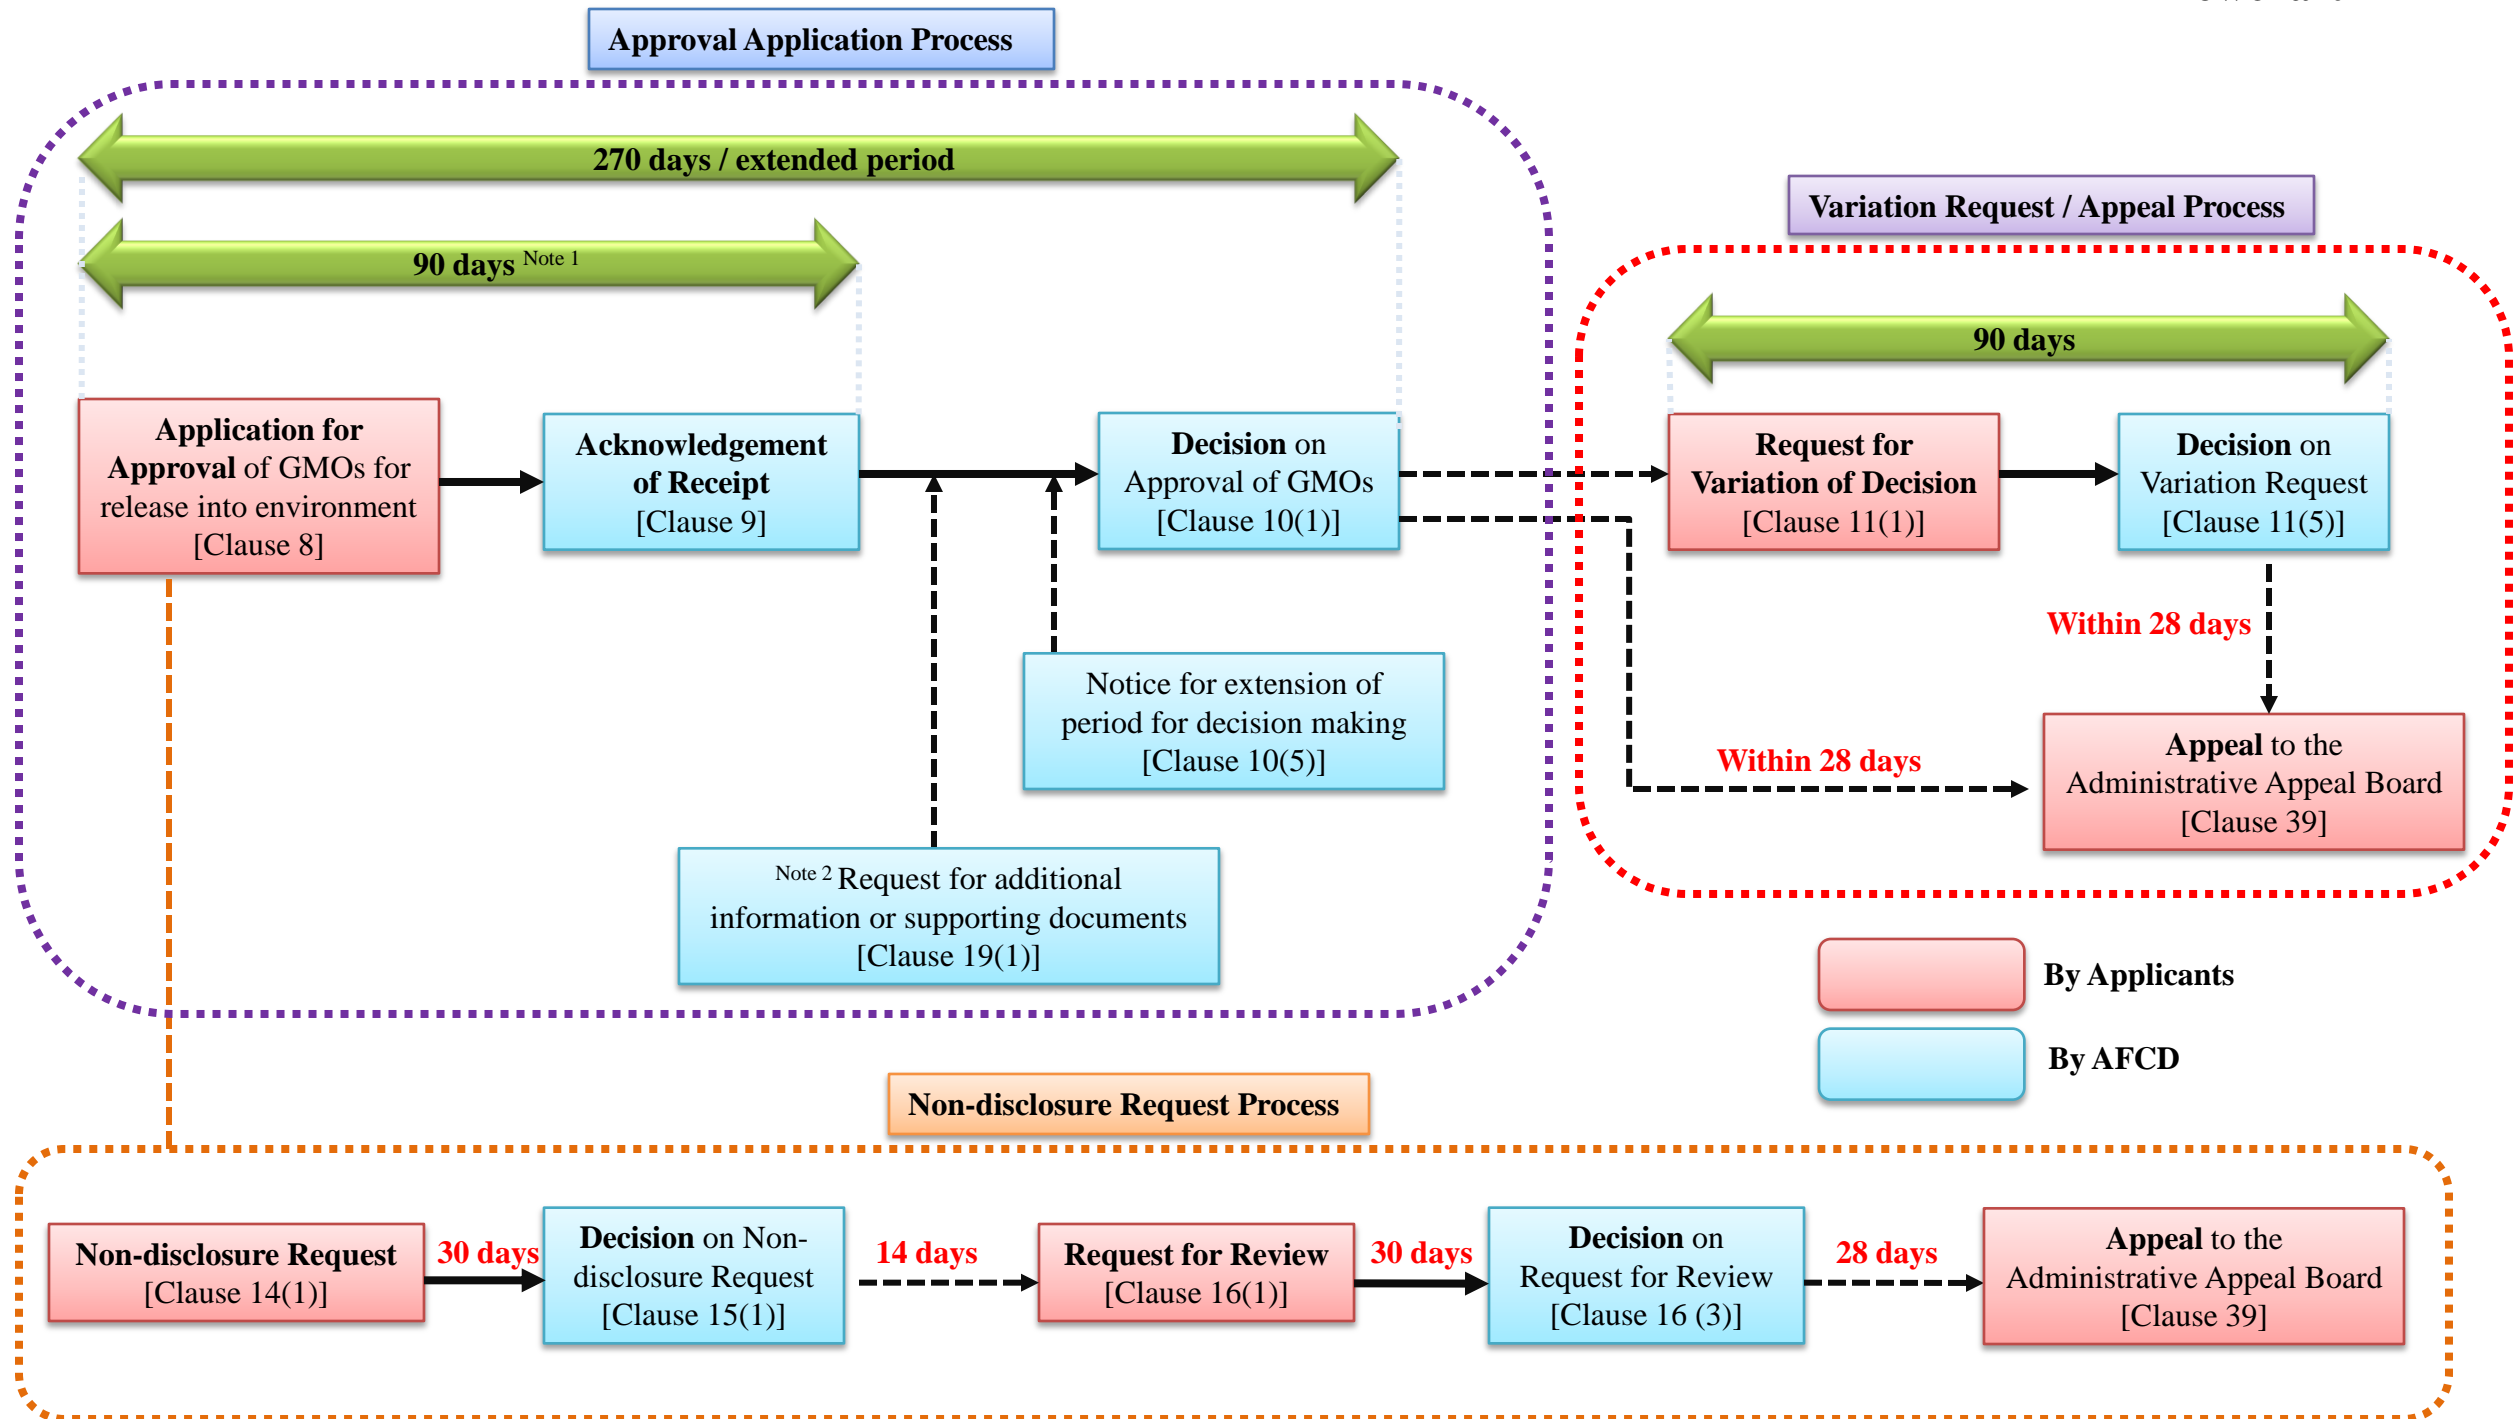 Approval Application Process
270 days / extended period
90 days Note 1
Application for
Approval of GMOs for
release into environment
[Clause 8]
Acknowledgement
of Receipt
[Clause 9]
Decision on
Approval of GMOs
[Clause 10(1)]
Notice for extension of
period for decision making
[Clause 10(5)]
Note 2 Request for additional
information or supporting documents
[Clause 19(1)]
Variation Request / Appeal Process
90 days
Request for
Variation of Decision
[Clause 11(1)]
Decision on
Variation Request
[Clause 11(5)]
Within 28 days
Within 28 days
Appeal to the
Administrative Appeal Board
[Clause 39]
By Applicants
By AFCD
Non-disclosure Request Process
Non-disclosure Request
[Clause 14(1)]
30 days
Decision on Non-
disclosure Request
[Clause 15(1)]
14 days
Request for Review
[Clause 16(1)]
30 days
Decision on
Request for Review
[Clause 16 (3)]
28 days
Appeal to the
Administrative Appeal Board
[Clause 39]